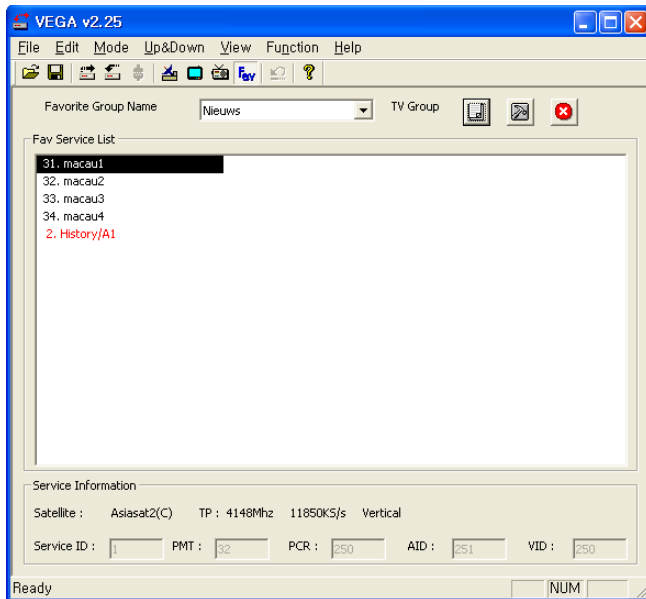 VEGA v2.25
File Edit Mode Up&Down View Function Help
Fav
Favorite Group Name Nieuws TV Group
Fav Service List
31. macau1
32. macau2
33. macau3
34. macau4
2. History/A1
Service Information
Satellite : Asiasat2(C) TP : 4148Mhz 11850KS/s Vertical
Service ID : 1 PMT : 32 PCR : 250 AID : 251 VID : 250
Ready NUM